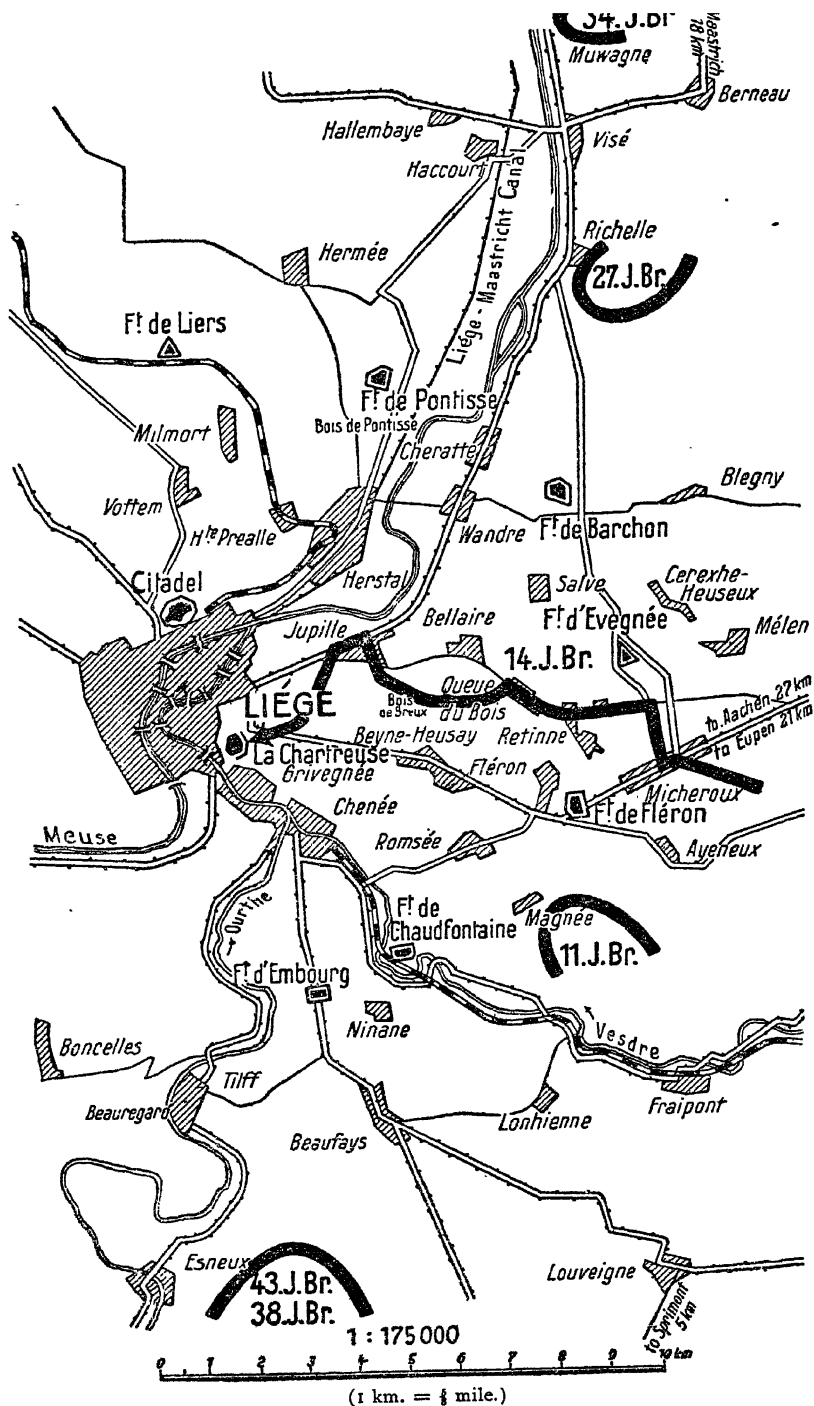 34.J.Br
Maastrich
18 km
Muwagne
Berneau
Hallembaye
Visé
Haccourt
Liége - Maastricht Canal
Richelle
Hermée
27.J.Br.
Fᵗ de Liers
Fᵗ de Pontisse
Bois de Pontisse
Milmort
Cheratte
Blegny
Vottem
Wandre
Fᵗ de Barchon
Hᵗᵉ Prealle
Citadel
Herstal
Salve
Cerexhe-
Heuseux
Jupille
Bellaire
Fᵗ d'Evegnée
Mélen
14.J.Br.
LIÉGE
Bois
de Breux
Queue
du Bois
to Aachen 27 km
to Eupen 21 km
La Chartreuse
Beyne-Heusay
Retinne
Grivegnée
Fléron
Micheroux
Chenée
Fᵗ de Fléron
Meuse
Romsée
Ayeneux
Ourthe
Fᵗ de
Chaudfontaine
Magnée
11.J.Br.
Fᵗ d'Embourg
Ninane
Vesdre
Boncelles
Tilff
Fraipont
Beauregard
Lonhienne
Beaufays
Esneux
Louveigne
43.J.Br.
38.J.Br.
to Sprimont
5 km
1 : 175 000
0 1 2 3 4 5 6 7 8 9 10 km
(1 km. = ⅝ mile.)